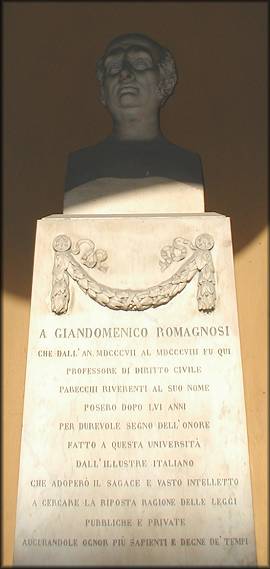 A GIANDOMENICO ROMAGNOSI
CHE DALL' AN. MDCCCVII AL MDCCCVIII FU QUI
PROFESSORE DI DIRITTO CIVILE
PARECCHI RIVERENTI AL SUO NOME
POSERO DOPO LVI ANNI
PER DUREVOLE SEGNO DELL' ONORE
FATTO A QUESTA UNIVERSITÀ
DALL' ILLUSTRE ITALIANO
CHE ADOPERÒ IL SAGACE E VASTO INTELLETTO
A CERCARE LA RIPOSTA RAGIONE DELLE LEGGI
PUBBLICHE E PRIVATE
AUGURANDOLE OGNOR PIÙ SAPIENTI E DEGNE DE' TEMPI